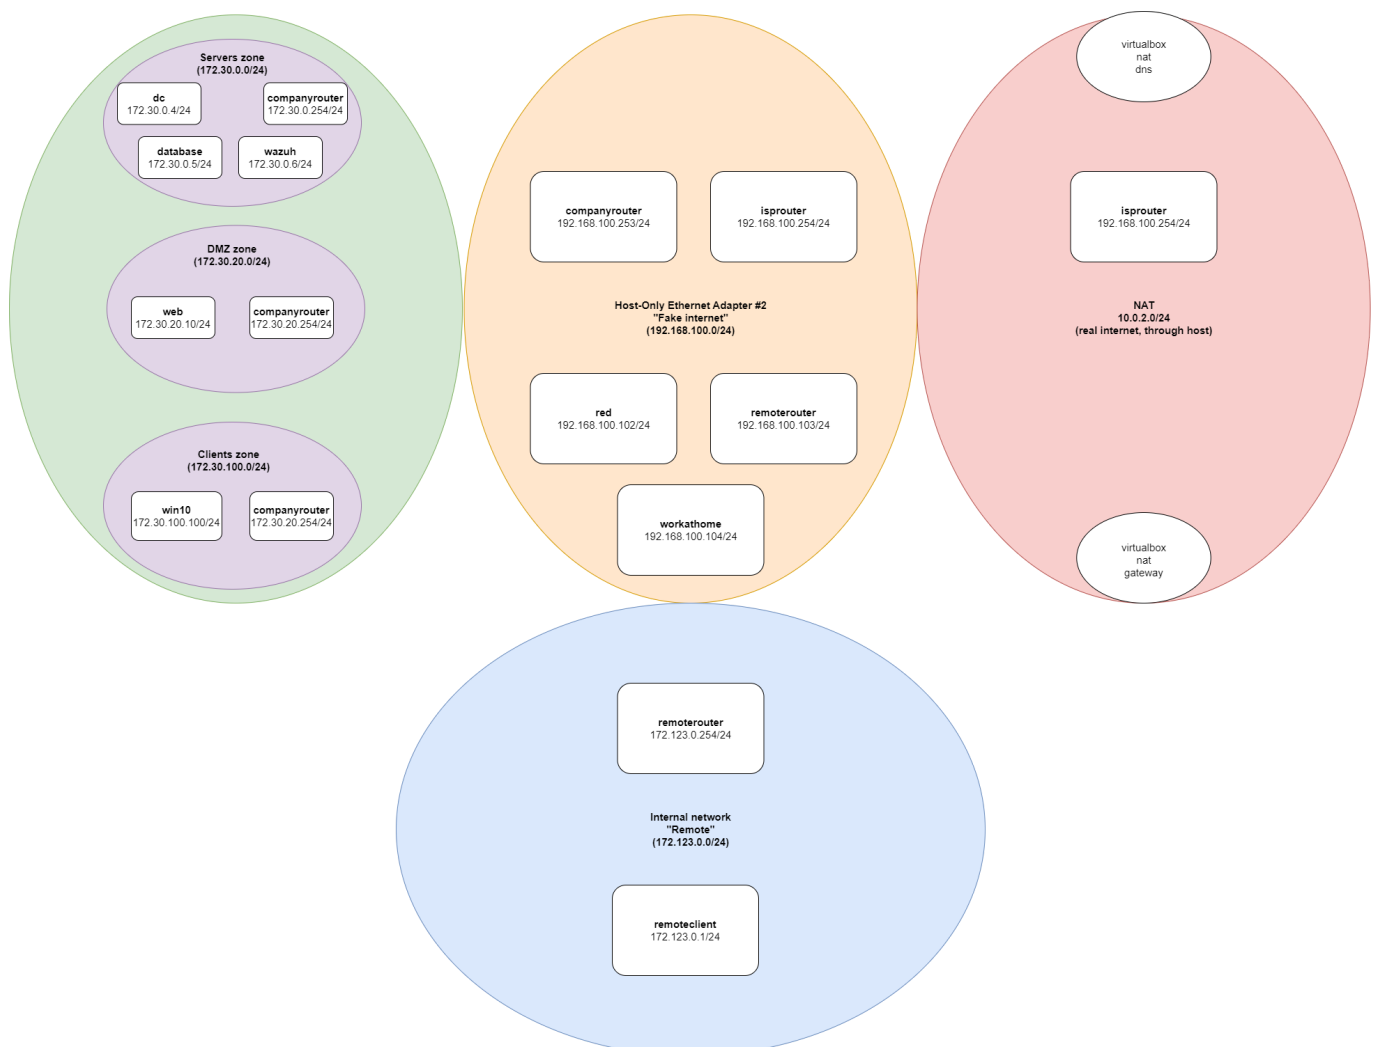 Servers zone
(172.30.0.0/24)
dc
172.30.0.4/24
companyrouter
172.30.0.254/24
database
172.30.0.5/24
wazuh
172.30.0.6/24
DMZ zone
(172.30.20.0/24)
web
172.30.20.10/24
companyrouter
172.30.20.254/24
Clients zone
(172.30.100.0/24)
win10
172.30.100.100/24
companyrouter
172.30.20.254/24
companyrouter
192.168.100.253/24
isprouter
192.168.100.254/24
Host-Only Ethernet Adapter #2
"Fake internet"
(192.168.100.0/24)
red
192.168.100.102/24
remoterouter
192.168.100.103/24
workathome
192.168.100.104/24
virtualbox
nat
dns
isprouter
192.168.100.254/24
NAT
10.0.2.0/24
(real internet, through host)
virtualbox
nat
gateway
remoterouter
172.123.0.254/24
Internal network
"Remote"
(172.123.0.0/24)
remoteclient
172.123.0.1/24